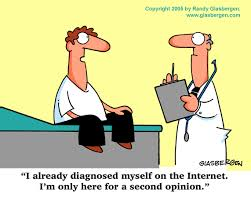 Copyright 2005 by Randy Glasbergen.
www.glasbergen.com
GLASBERGEN
“I already diagnosed myself on the Internet.
I’m only here for a second opinion.”